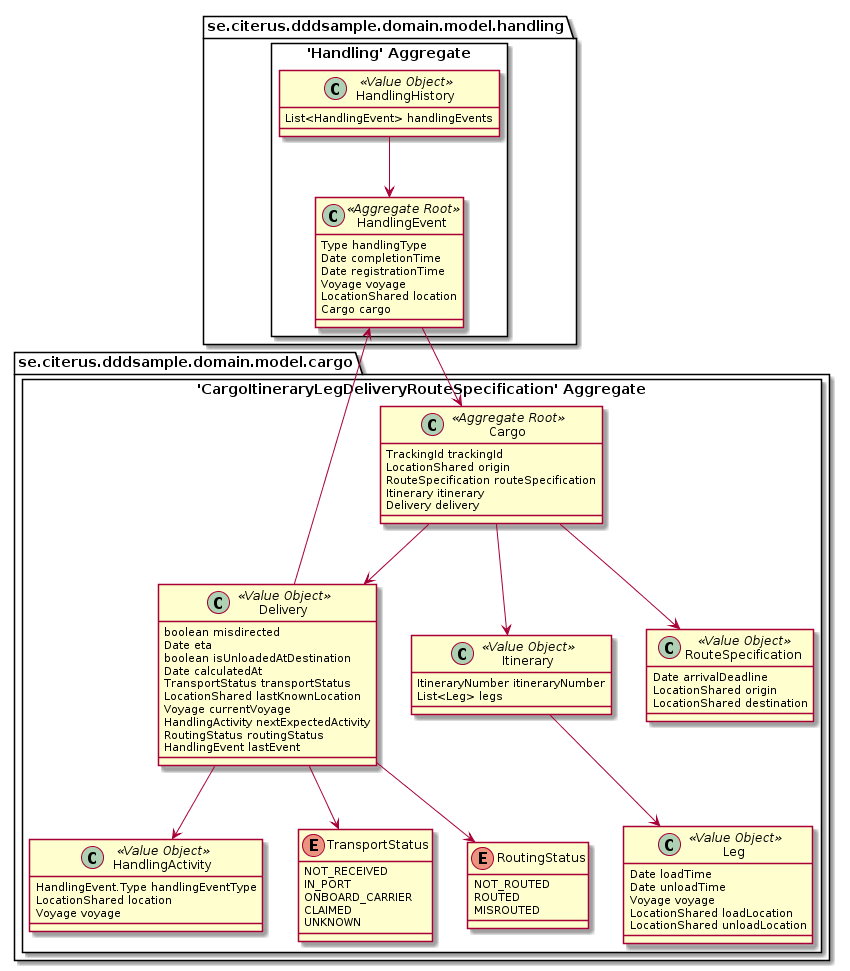 se.citerus.dddsample.domain.model.handling
'Handling' Aggregate
C
«Value Object»
HandlingHistory
List<HandlingEvent> handlingEvents
C
«Aggregate Root»
HandlingEvent
Type handlingType
Date completionTime
Date registrationTime
Voyage voyage
LocationShared location
Cargo cargo
se.citerus.dddsample.domain.model.cargo
'CargoItineraryLegDeliveryRouteSpecification' Aggregate
C
«Aggregate Root»
Cargo
TrackingId trackingId
LocationShared origin
RouteSpecification routeSpecification
Itinerary itinerary
Delivery delivery
C
«Value Object»
Delivery
boolean misdirected
Date eta
boolean isUnloadedAtDestination
Date calculatedAt
TransportStatus transportStatus
LocationShared lastKnownLocation
Voyage currentVoyage
HandlingActivity nextExpectedActivity
RoutingStatus routingStatus
HandlingEvent lastEvent
C
«Value Object»
Itinerary
ItineraryNumber itineraryNumber
List<Leg> legs
C
«Value Object»
RouteSpecification
Date arrivalDeadline
LocationShared origin
LocationShared destination
C
«Value Object»
HandlingActivity
HandlingEvent.Type handlingEventType
LocationShared location
Voyage voyage
E TransportStatus
NOT_RECEIVED
IN_PORT
ONBOARD_CARRIER
CLAIMED
UNKNOWN
E RoutingStatus
NOT_ROUTED
ROUTED
MISROUTED
C
«Value Object»
Leg
Date loadTime
Date unloadTime
Voyage voyage
LocationShared loadLocation
LocationShared unloadLocation